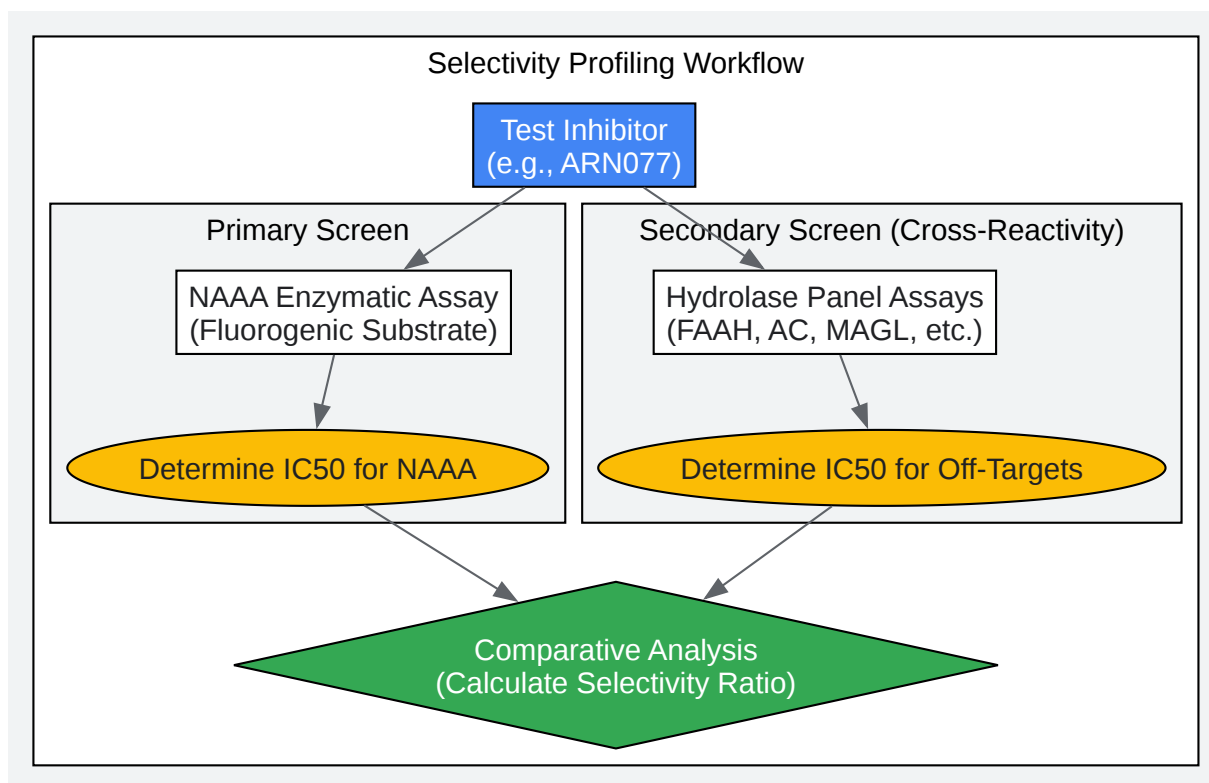 Selectivity Profiling Workflow
Test Inhibitor
(e.g., ARN077)
Primary Screen
NAAA Enzymatic Assay
(Fluorogenic Substrate)
Determine IC50 for NAAA
Secondary Screen (Cross-Reactivity)
Hydrolase Panel Assays
(FAAH, AC, MAGL, etc.)
Determine IC50 for Off-Targets
Comparative Analysis
(Calculate Selectivity Ratio)